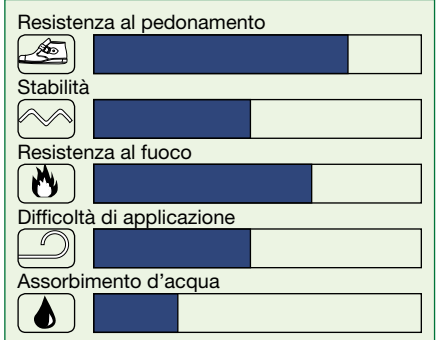 Resistenza al pedonamento
Stabilità
Resistenza al fuoco
Difficoltà di applicazione
Assorbimento d'acqua